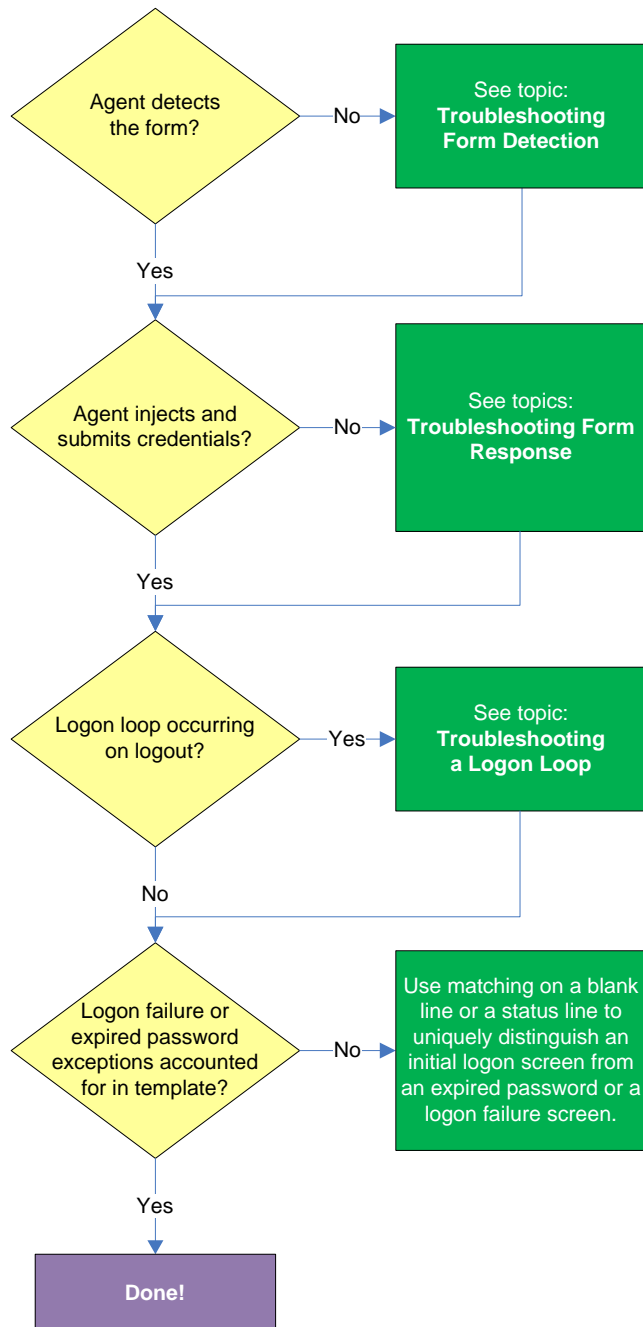 Agent detects
the form?
No
See topic:
Troubleshooting
Form Detection
Yes
Agent injects and
submits credentials?
No
See topics:
Troubleshooting Form
Response
Yes
Logon loop occurring
on logout?
Yes
See topic:
Troubleshooting
a Logon Loop
No
Logon failure or
expired password
exceptions accounted
for in template?
No
Use matching on a blank
line or a status line to
uniquely distinguish an
initial logon screen from
an expired password or a
logon failure screen.
Yes
Done!